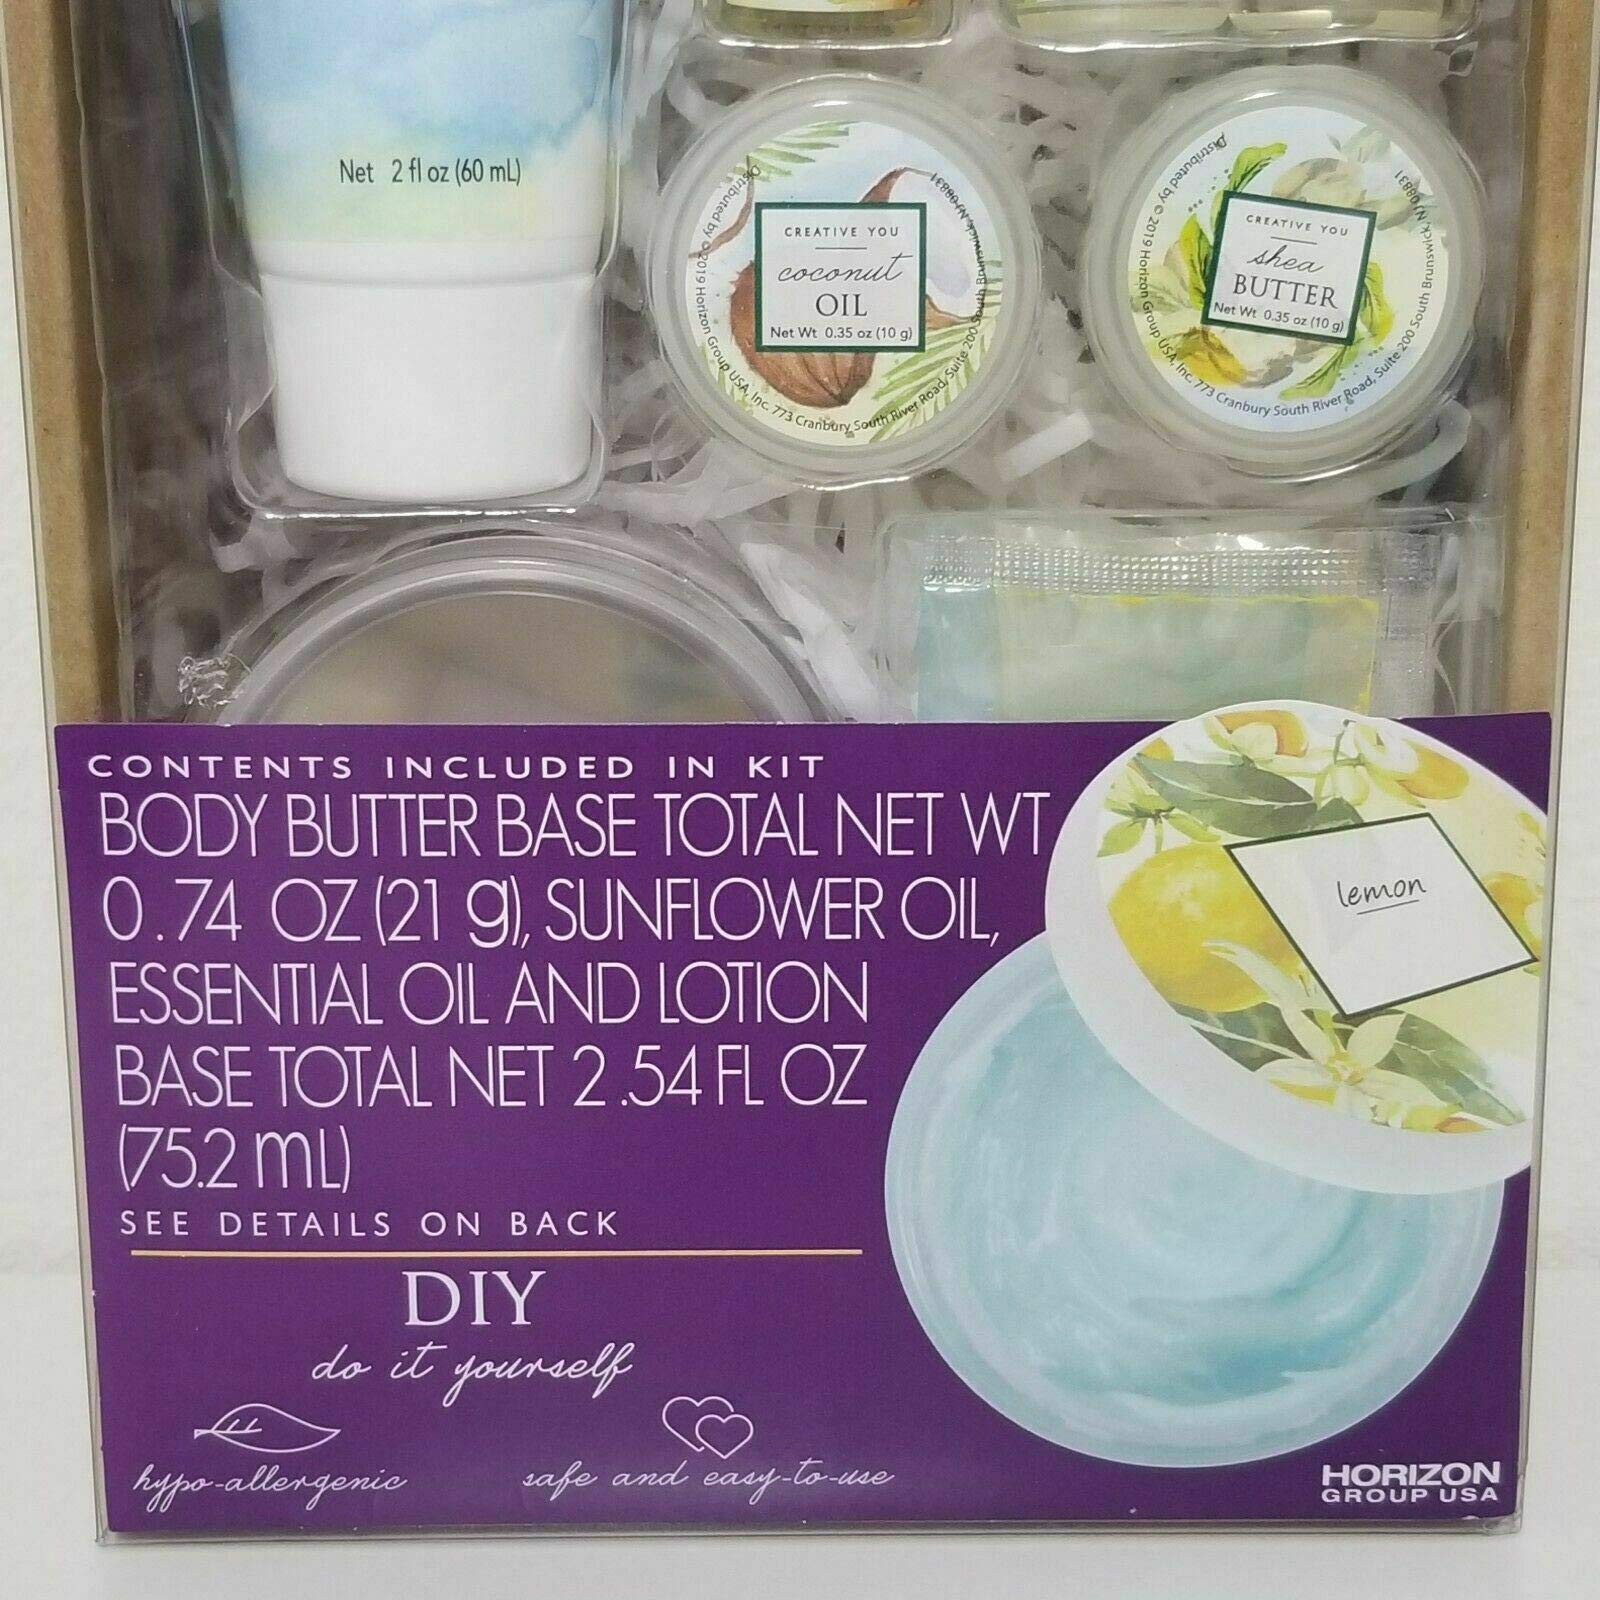 Net 2 fl oz (60 mL)
CREATIVE YOU
coconut
OIL
Net Wt 0.35 oz (10 g)
Distributed by ©2019 Horizon Group USA, Inc. 773 Cranbury South River Road, Suite 200 South Brunswick, NJ 08831
CREATIVE YOU
shea
BUTTER
Net Wt 0.35 oz (10 g)
Distributed by ©2019 Horizon Group USA, Inc. 773 Cranbury South River Road, Suite 200 South Brunswick, NJ 08831
CONTENTS INCLUDED IN KIT
BODY BUTTER BASE TOTAL NET WT
0.74 OZ (21 g), SUNFLOWER OIL,
ESSENTIAL OIL AND LOTION
BASE TOTAL NET 2.54 FL OZ
(75.2 mL)
SEE DETAILS ON BACK
lemon
DIY
do it yourself
hypo-allergenic
safe and easy-to-use
HORIZON
GROUP USA